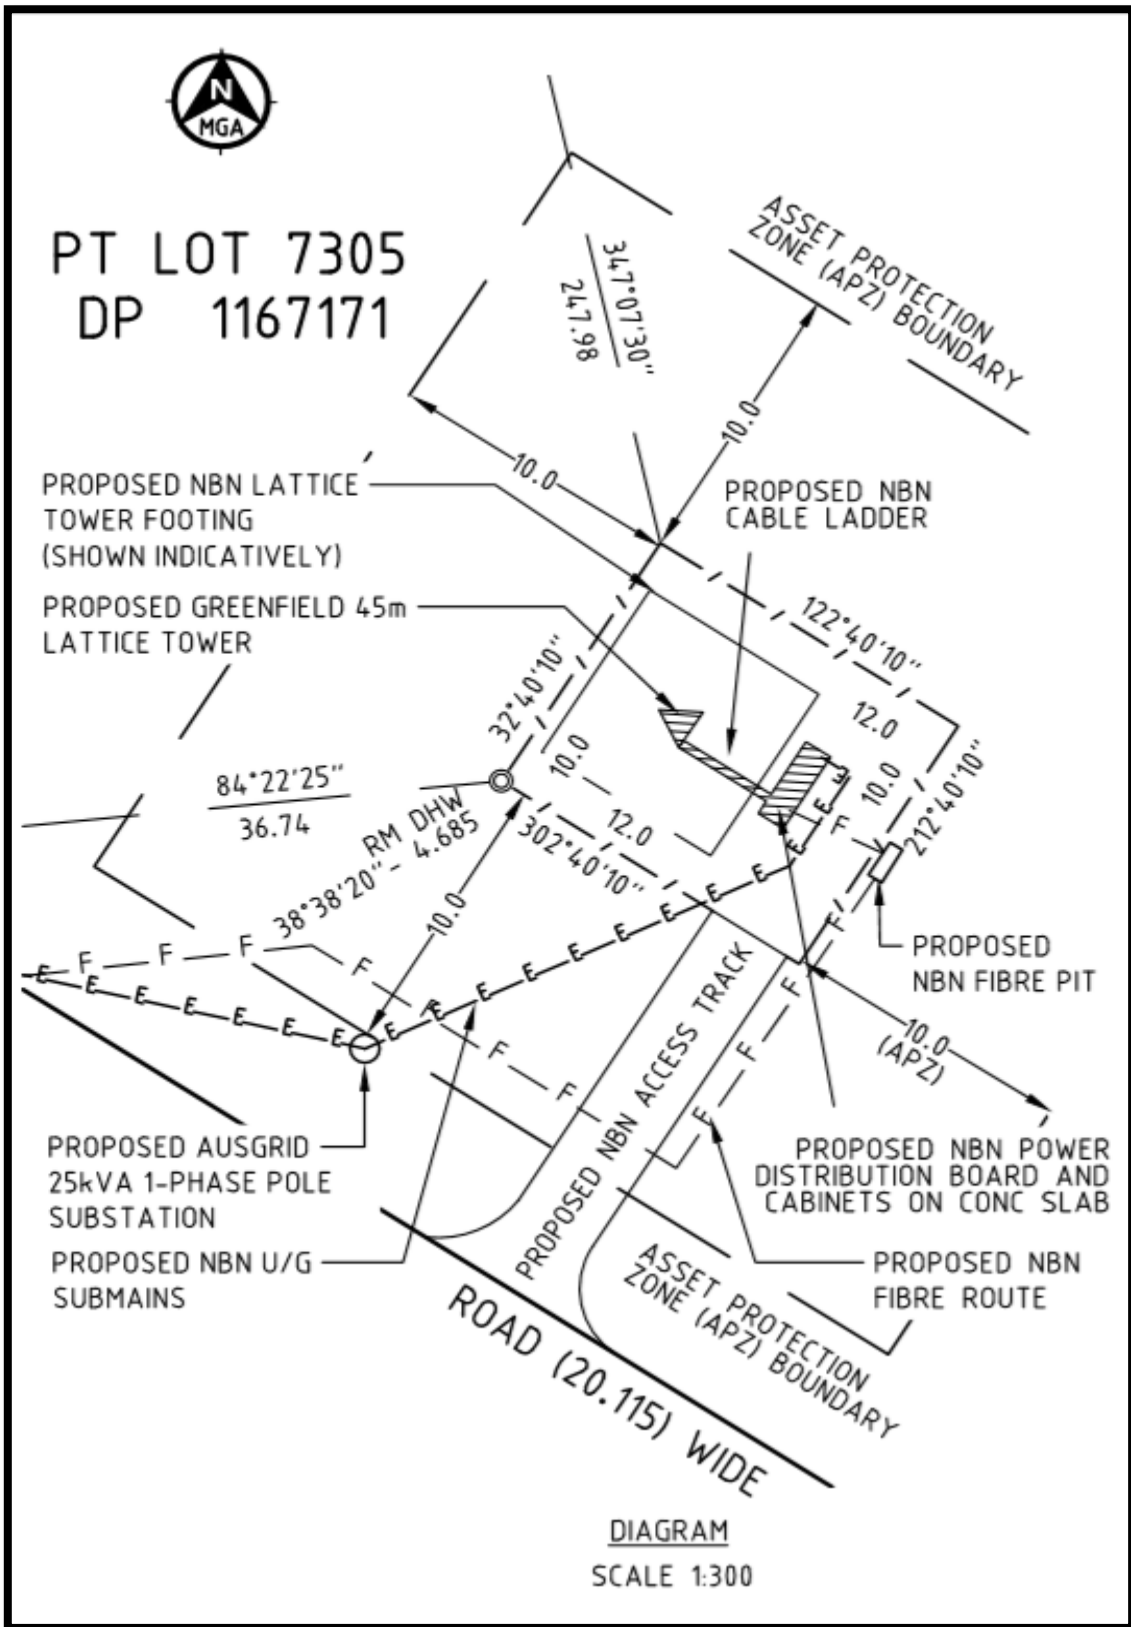 N
MGA
PT LOT 7305
DP 1167171
ASSET PROTECTION
ZONE (APZ) BOUNDARY
347°07'30"
247.98
10.0
10.0
PROPOSED NBN LATTICE
TOWER FOOTING
(SHOWN INDICATIVELY)
PROPOSED NBN
CABLE LADDER
PROPOSED GREENFIELD 45m
LATTICE TOWER
122°40'10"
32°40'10"
12.0
10.0
10.0
212°40'10"
84°22'25"
36.74
RM DHW
38°38'20"- 4.685
12.0
302°40'10"
10.0
F F F F F F F F F F F F
E E E E E E E E E E E E E E E E E E
PROPOSED
NBN FIBRE PIT
10.0
(APZ)
PROPOSED NBN ACCESS TRACK
PROPOSED AUSGRID
25kVA 1-PHASE POLE
SUBSTATION
PROPOSED NBN POWER
DISTRIBUTION BOARD AND
CABINETS ON CONC SLAB
PROPOSED NBN U/G
SUBMAINS
PROPOSED NBN
FIBRE ROUTE
ASSET PROTECTION
ZONE (APZ) BOUNDARY
ROAD (20.115) WIDE
DIAGRAM
SCALE 1:300